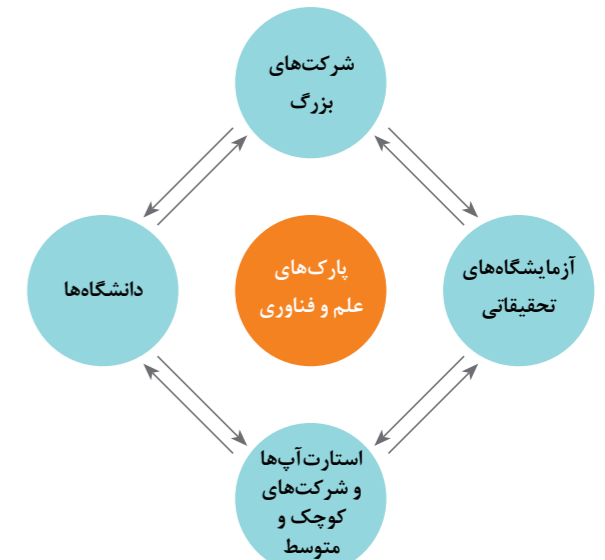 شرکت‌های
بزرگ
آزمایشگاه‌های
تحقیقاتی
پارک‌های
علم و فناوری
دانشگاه‌ها
استارت‌آپ‌ها
و شرکت‌های
کوچک و
متوسط